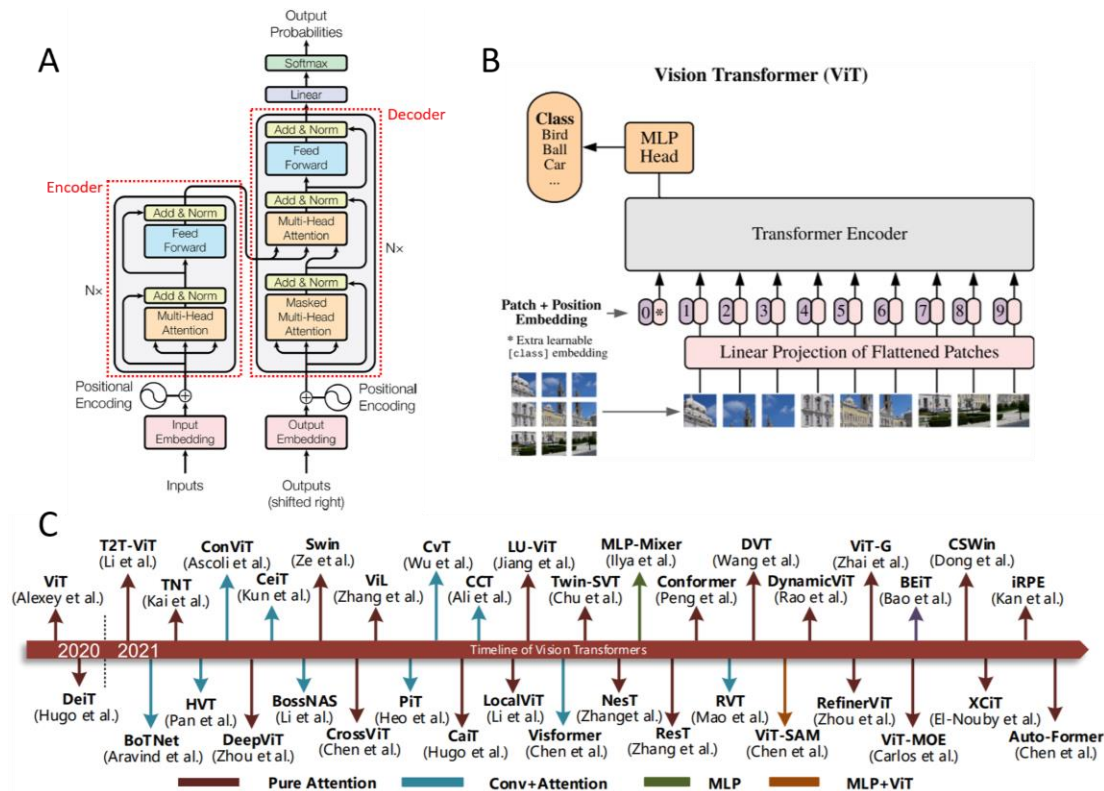 A
Output
Probabilities
Softmax
Linear
Decoder
Add & Norm
Feed
Forward
Add & Norm
Multi-Head
Attention
Nx
Add & Norm
Masked
Multi-Head
Attention
Encoder
Add & Norm
Feed
Forward
Nx
Add & Norm
Multi-Head
Attention
Positional
Encoding
Positional
Encoding
Input
Embedding
Output
Embedding
Inputs
Outputs
(shifted right)
B
Vision Transformer (ViT)
Class
Bird
Ball
Car
...
MLP
Head
Transformer Encoder
Patch + Position
Embedding
0 * 1 2 3 4 5 6 7 8 9
* Extra learnable
[class] embedding
Linear Projection of Flattened Patches
C
ViT
(Alexey et al.)
T2T-ViT
(Li et al.)
TNT
(Kai et al.)
ConViT
(Ascoli et al.)
CeiT
(Kun et al.)
Swin
(Ze et al.)
ViL
(Zhang et al.)
CvT
(Wu et al.)
CCT
(Ali et al.)
LU-ViT
(Jiang et al.)
Twin-SVT
(Chu et al.)
MLP-Mixer
(Ilya et al.)
Conformer
(Peng et al.)
DVT
(Wang et al.)
DynamicViT
(Rao et al.)
ViT-G
(Zhai et al.)
BEiT
(Bao et al.)
CSWin
(Dong et al.)
iRPE
(Kan et al.)
2020 2021 Timeline of Vision Transformers
DeiT
(Hugo et al.)
BoTNet
(Aravind et al.)
HVT
(Pan et al.)
DeepViT
(Zhou et al.)
BossNAS
(Li et al.)
CrossViT
(Chen et al.)
PiT
(Heo et al.)
CaiT
(Hugo et al.)
LocalViT
(Li et al.)
Visformer
(Chen et al.)
NesT
(Zhanget al.)
ResT
(Zhang et al.)
RVT
(Mao et al.)
ViT-SAM
(Chen et al.)
RefinerViT
(Zhou et al.)
ViT-MOE
(Carlos et al.)
XCiT
(El-Nouby et al.)
Auto-Former
(Chen et al.)
Pure Attention Conv+Attention MLP MLP+ViT